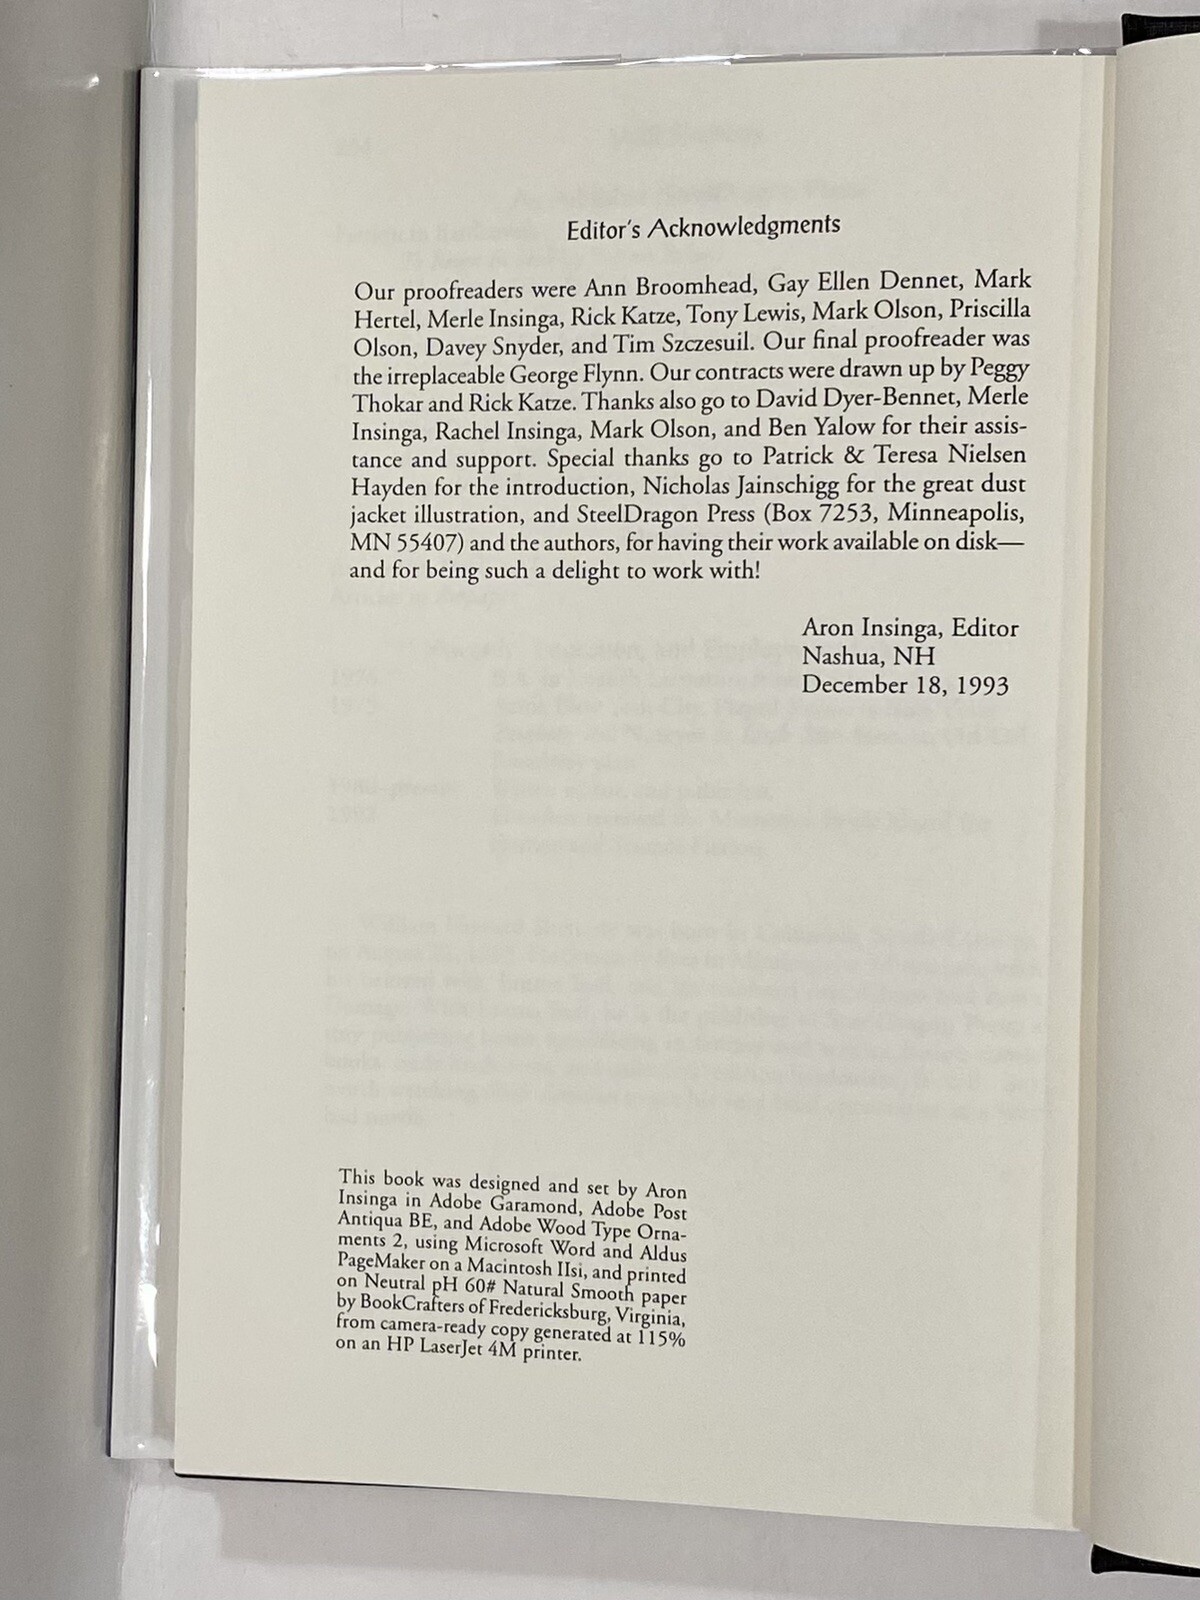 Editor's Acknowledgments
Our proofreaders were Ann Broomhead, Gay Ellen Dennet, Mark
Hertel, Merle Insinga, Rick Katze, Tony Lewis, Mark Olson, Priscilla
Olson, Davey Snyder, and Tim Szczesuil. Our final proofreader was
the irreplaceable George Flynn. Our contracts were drawn up by Peggy
Thokar and Rick Katze. Thanks also go to David Dyer-Bennet, Merle
Insinga, Rachel Insinga, Mark Olson, and Ben Yalow for their assis-
tance and support. Special thanks go to Patrick & Teresa Nielsen
Hayden for the introduction, Nicholas Jainschigg for the great dust
jacket illustration, and SteelDragon Press (Box 7253, Minneapolis,
MN 55407) and the authors, for having their work available on disk—
and for being such a delight to work with!
Aron Insinga, Editor
Nashua, NH
December 18, 1993
This book was designed and set by Aron
Insinga in Adobe Garamond, Adobe Post
Antiqua BE, and Adobe Wood Type Orna-
ments 2, using Microsoft Word and Aldus
PageMaker on a Macintosh IIsi, and printed
on Neutral pH 60# Natural Smooth paper
by BookCrafters of Fredericksburg, Virginia,
from camera-ready copy generated at 115%
on an HP LaserJet 4M printer.